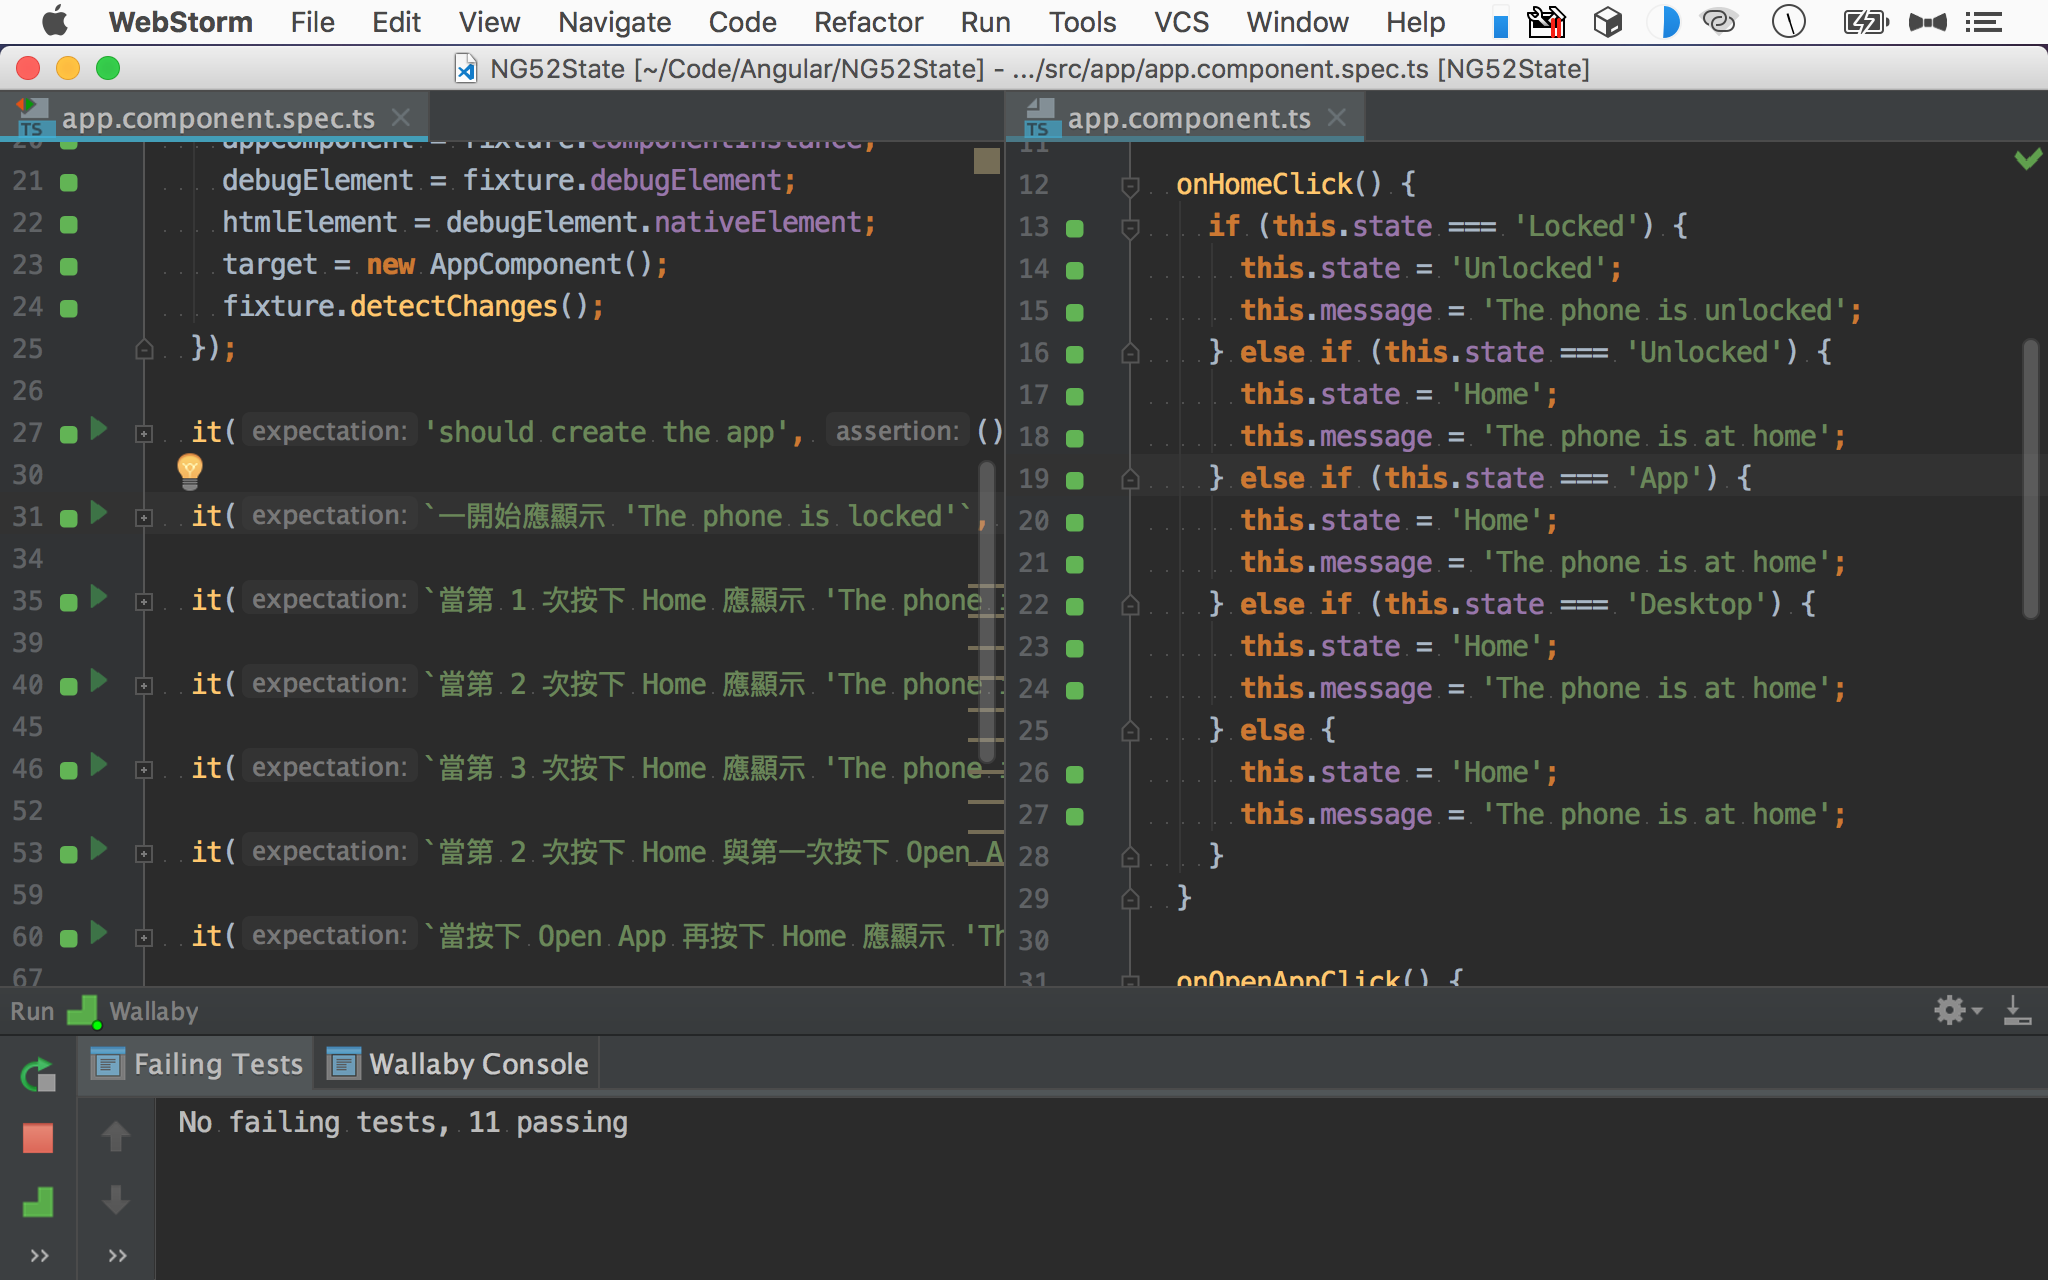 WebStorm File Edit View Navigate Code Refactor Run Tools VCS Window Help
NG52State [~/Code/Angular/NG52State] - .../src/app/app.component.spec.ts [NG52State]
TS app.component.spec.ts
20 appComponent = fixture.componentInstance;
21 debugElement = fixture.debugElement;
22 htmlElement = debugElement.nativeElement;
23 target = new AppComponent();
24 fixture.detectChanges();
25 });
26
27 it( expectation: 'should create the app', assertion: ()
30
31 it( expectation: `一開始應顯示 'The phone is locked'`,
34
35 it( expectation: `當第 1 次按下 Home 應顯示 'The phone
39
40 it( expectation: `當第 2 次按下 Home 應顯示 'The phone
45
46 it( expectation: `當第 3 次按下 Home 應顯示 'The phone
52
53 it( expectation: `當第 2 次按下 Home 與第一次按下 Open A
59
60 it( expectation: `當按下 Open App 再按下 Home 應顯示 'Th
67
TS app.component.ts
11
12 onHomeClick() {
13 if (this.state === 'Locked') {
14 this.state = 'Unlocked';
15 this.message = 'The phone is unlocked';
16 } else if (this.state === 'Unlocked') {
17 this.state = 'Home';
18 this.message = 'The phone is at home';
19 } else if (this.state === 'App') {
20 this.state = 'Home';
21 this.message = 'The phone is at home';
22 } else if (this.state === 'Desktop') {
23 this.state = 'Home';
24 this.message = 'The phone is at home';
25 } else {
26 this.state = 'Home';
27 this.message = 'The phone is at home';
28 }
29 }
30
31 onOpenAppClick() {
Run Wallaby
Failing Tests Wallaby Console
No failing tests, 11 passing